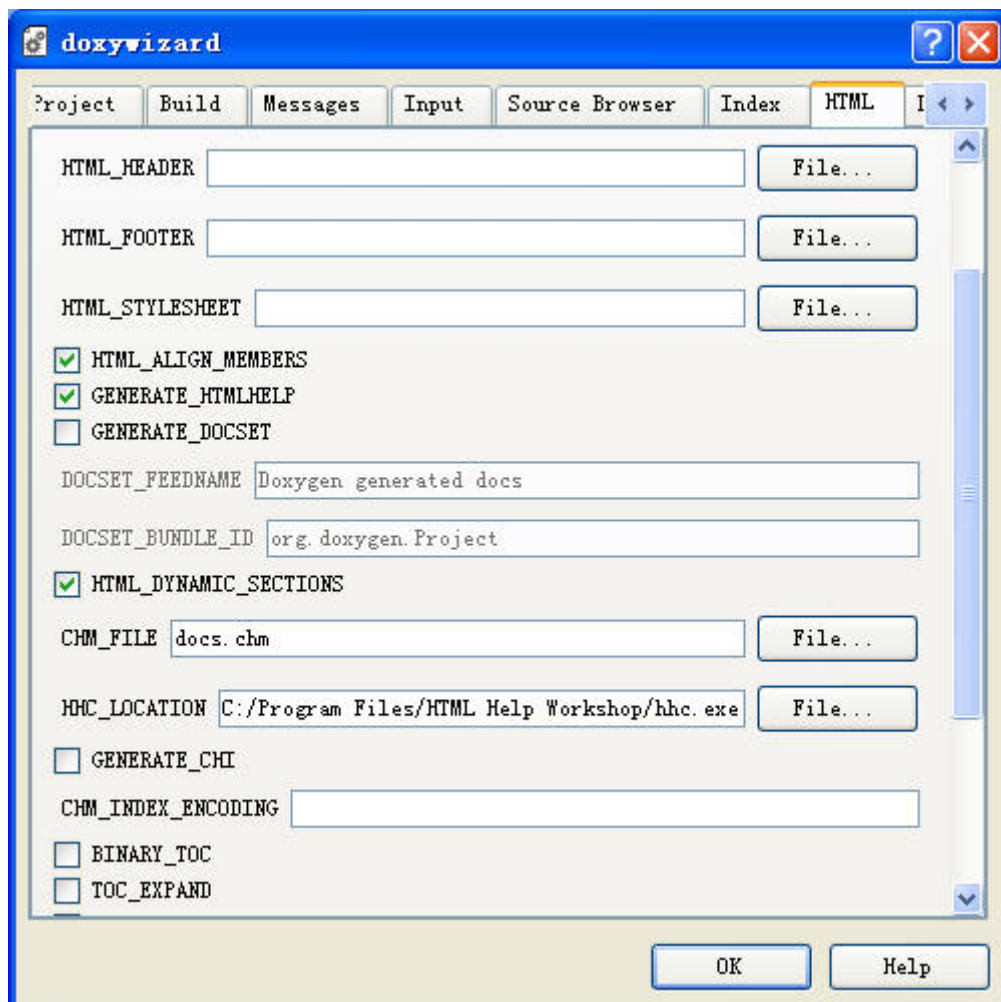 doxywizard
Project Build Messages Input Source Browser Index HTML
HTML_HEADER File...
HTML_FOOTER File...
HTML_STYLESHEET File...
HTML_ALIGN_MEMBERS
GENERATE_HTMLHELP
GENERATE_DOCSET
DOCSET_FEEDNAME Doxygen generated docs
DOCSET_BUNDLE_ID org.doxygen.Project
HTML_DYNAMIC_SECTIONS
CHM_FILE docs.chm File...
HHC_LOCATION C:/Program Files/HTML Help Workshop/hhc.exe File...
GENERATE_CHI
CHM_INDEX_ENCODING
BINARY_TOC
TOC_EXPAND
OK Help